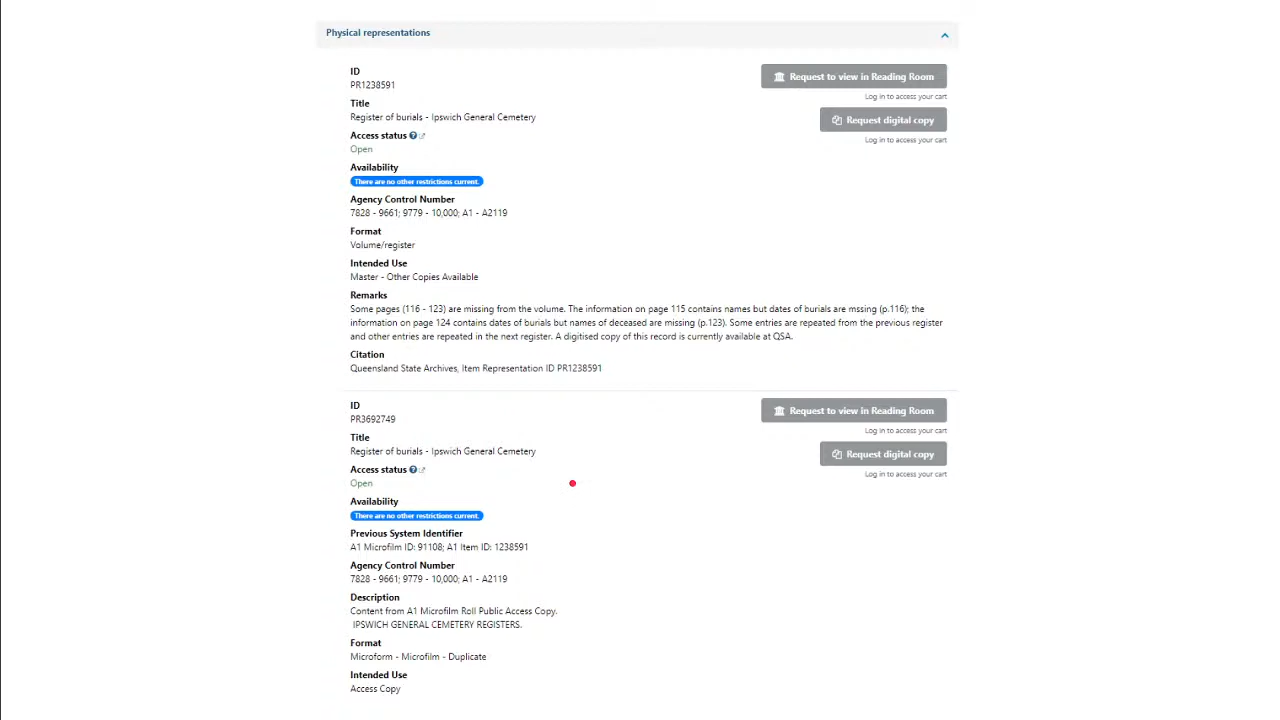 Physical representations
ID
PR1238591
Request to view in Reading Room
Log in to access your cart
Title
Register of burials - Ipswich General Cemetery
Request digital copy
Log in to access your cart
Access status
Open
Availability
There are no other restrictions current.
Agency Control Number
7828 - 9661; 9779 - 10,000; A1 - A2119
Format
Volume/register
Intended Use
Master - Other Copies Available
Remarks
Some pages (116 - 123) are missing from the volume. The information on page 115 contains names but dates of burials are mssing (p.116); the
information on page 124 contains dates of burials but names of deceased are missing (p.123). Some entries are repeated from the previous register
and other entries are repeated in the next register. A digitised copy of this record is currently available at QSA.
Citation
Queensland State Archives, Item Representation ID PR1238591
ID
PR3692749
Request to view in Reading Room
Log in to access your cart
Title
Register of burials - Ipswich General Cemetery
Request digital copy
Log in to access your cart
Access status
Open
Availability
There are no other restrictions current.
Previous System Identifier
A1 Microfilm ID: 91108; A1 Item ID: 1238591
Agency Control Number
7828 - 9661; 9779 - 10,000; A1 - A2119
Description
Content from A1 Microfilm Roll Public Access Copy.
IPSWICH GENERAL CEMETERY REGISTERS.
Format
Microform - Microfilm - Duplicate
Intended Use
Access Copy